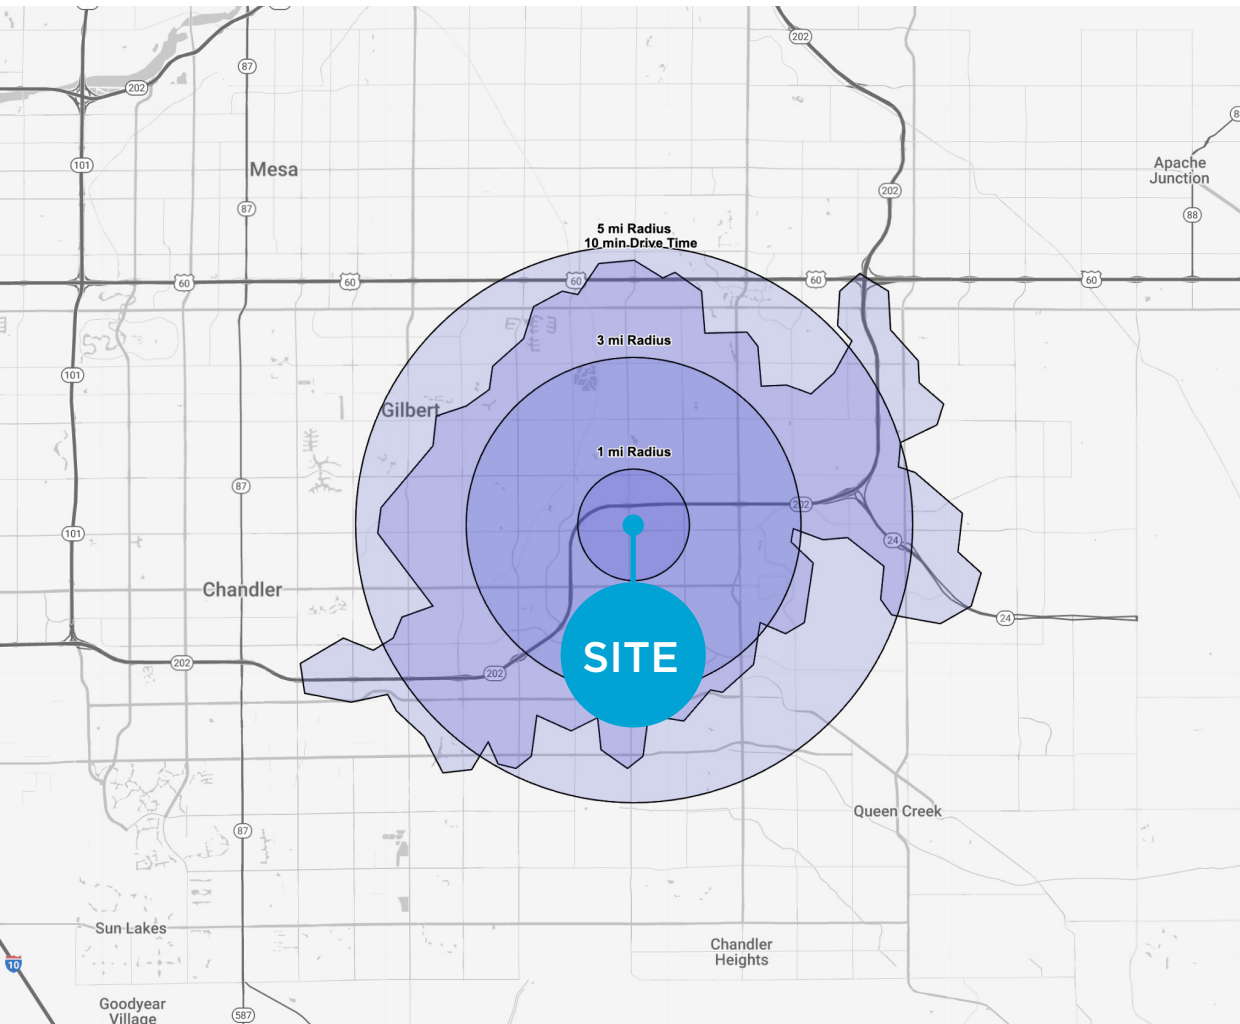 202
87
202
8
101
Mesa
Apache
Junction
202
87
88
5 mi Radius
10 min Drive Time
60
60
60
60
60
3 mi Radius
101
Gilbert
1 mi Radius
87
202
101
24
Chandler
24
SITE
202
202
Queen Creek
87
Sun Lakes
Chandler
Heights
10
Goodyear
Village
587